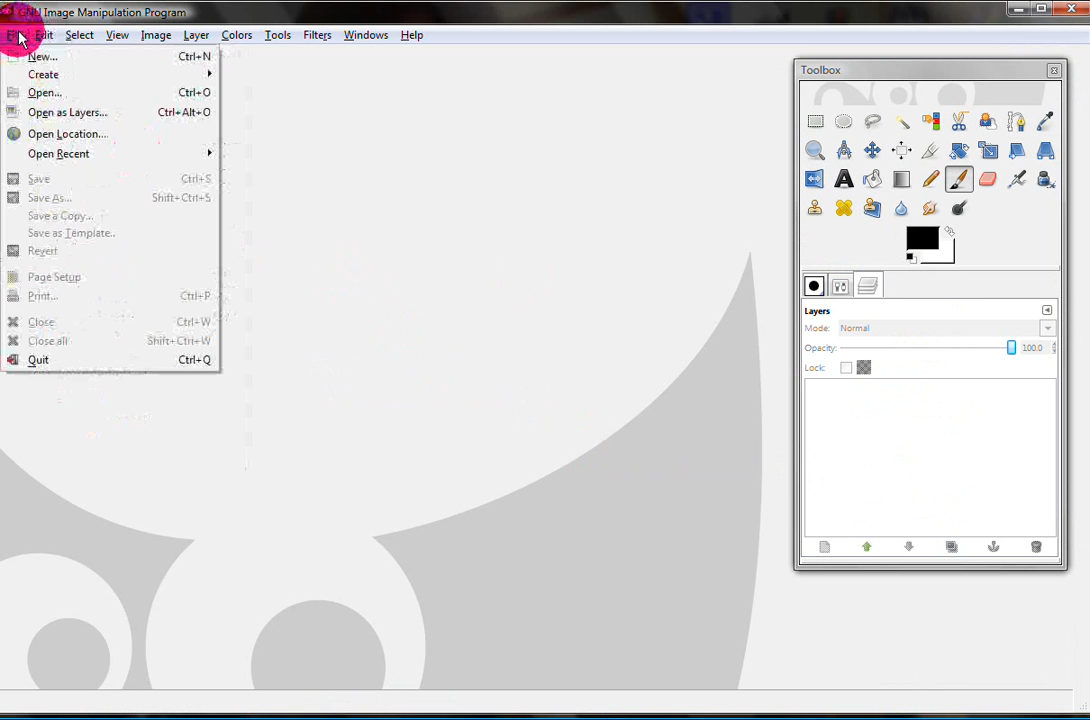 GNU Image Manipulation Program
Edit Select View Image Layer Colors Tools Filters Windows Help
New... Ctrl+N
Create
Open... Ctrl+O
Open as Layers... Ctrl+Alt+O
Open Location...
Open Recent
Save Ctrl+S
Save As... Shift+Ctrl+S
Save a Copy...
Save as Template..
Revert
Page Setup
Print... Ctrl+P
Close Ctrl+W
Close all Shift+Ctrl+W
Quit Ctrl+Q
Toolbox
Layers
Mode: Normal
Opacity: 100.0
Lock: